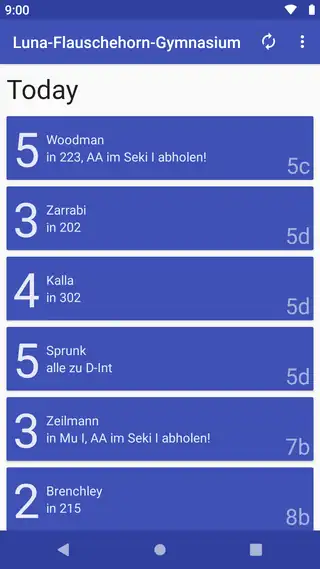 9:00
Luna-Flauschehorn-Gymnasium
Today
5
Woodman
in 223, AA im Seki I abholen!
5c
3
Zarrabi
in 202
5d
4
Kalla
in 302
5d
5
Sprunk
alle zu D-Int
5d
3
Zeilmann
in Mu I, AA im Seki I abholen!
7b
2
Brenchley
in 215
8b